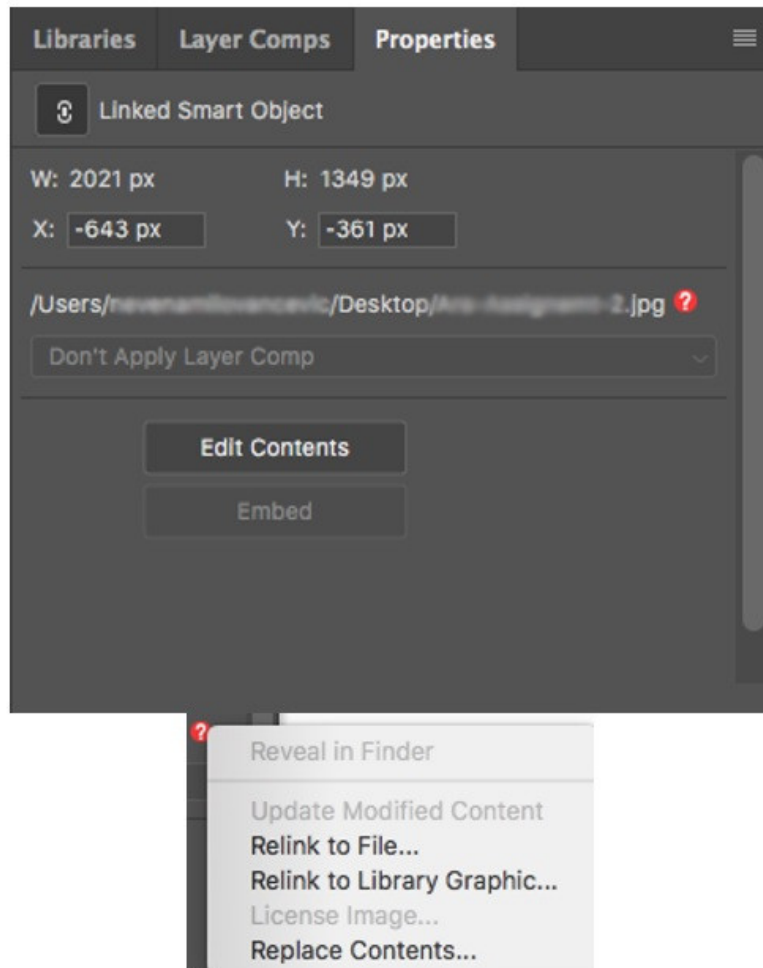 Libraries Layer Comps Properties
Linked Smart Object
W: 2021 px H: 1349 px
X: -643 px Y: -361 px
/Users/ /Desktop/ .jpg ?
Don't Apply Layer Comp
Edit Contents
Embed
?
Reveal in Finder
Update Modified Content
Relink to File...
Relink to Library Graphic...
License Image...
Replace Contents...